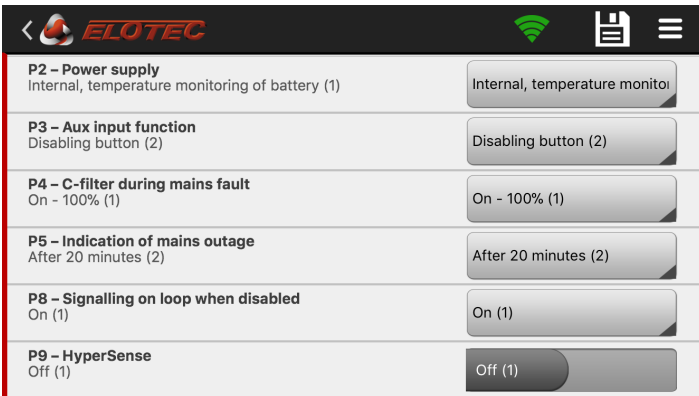 ELOTEC
P2 – Power supply
Internal, temperature monitoring of battery (1)
Internal, temperature monito
P3 – Aux input function
Disabling button (2)
Disabling button (2)
P4 – C-filter during mains fault
On - 100% (1)
On - 100% (1)
P5 – Indication of mains outage
After 20 minutes (2)
After 20 minutes (2)
P8 – Signalling on loop when disabled
On (1)
On (1)
P9 – HyperSense
Off (1)
Off (1)